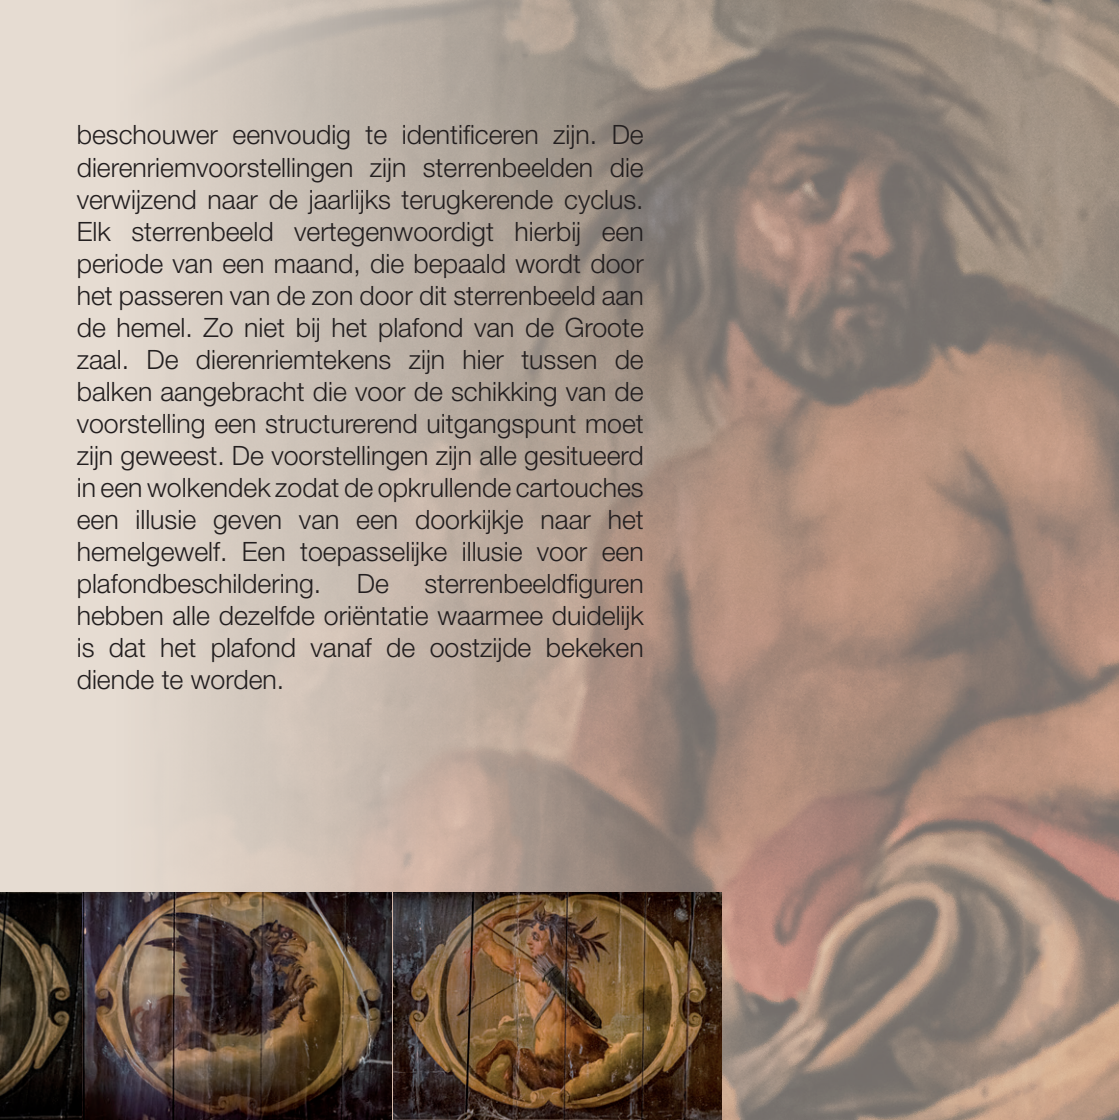 beschouwer eenvoudig te identificeren zijn. De
dierenriemvoorstellingen zijn sterrenbeelden die
verwijzend naar de jaarlijks terugkerende cyclus.
Elk sterrenbeeld vertegenwoordigt hierbij een
periode van een maand, die bepaald wordt door
het passeren van de zon door dit sterrenbeeld aan
de hemel. Zo niet bij het plafond van de Groote
zaal. De dierenriemtekens zijn hier tussen de
balken aangebracht die voor de schikking van de
voorstelling een structurerend uitgangspunt moet
zijn geweest. De voorstellingen zijn alle gesitueerd
in een wolkendek zodat de opkrullende cartouches
een illusie geven van een doorkijkje naar het
hemelgewelf. Een toepasselijke illusie voor een
plafondbeschildering. De sterrenbeeldfiguren
hebben alle dezelfde oriëntatie waarmee duidelijk
is dat het plafond vanaf de oostzijde bekeken
diende te worden.